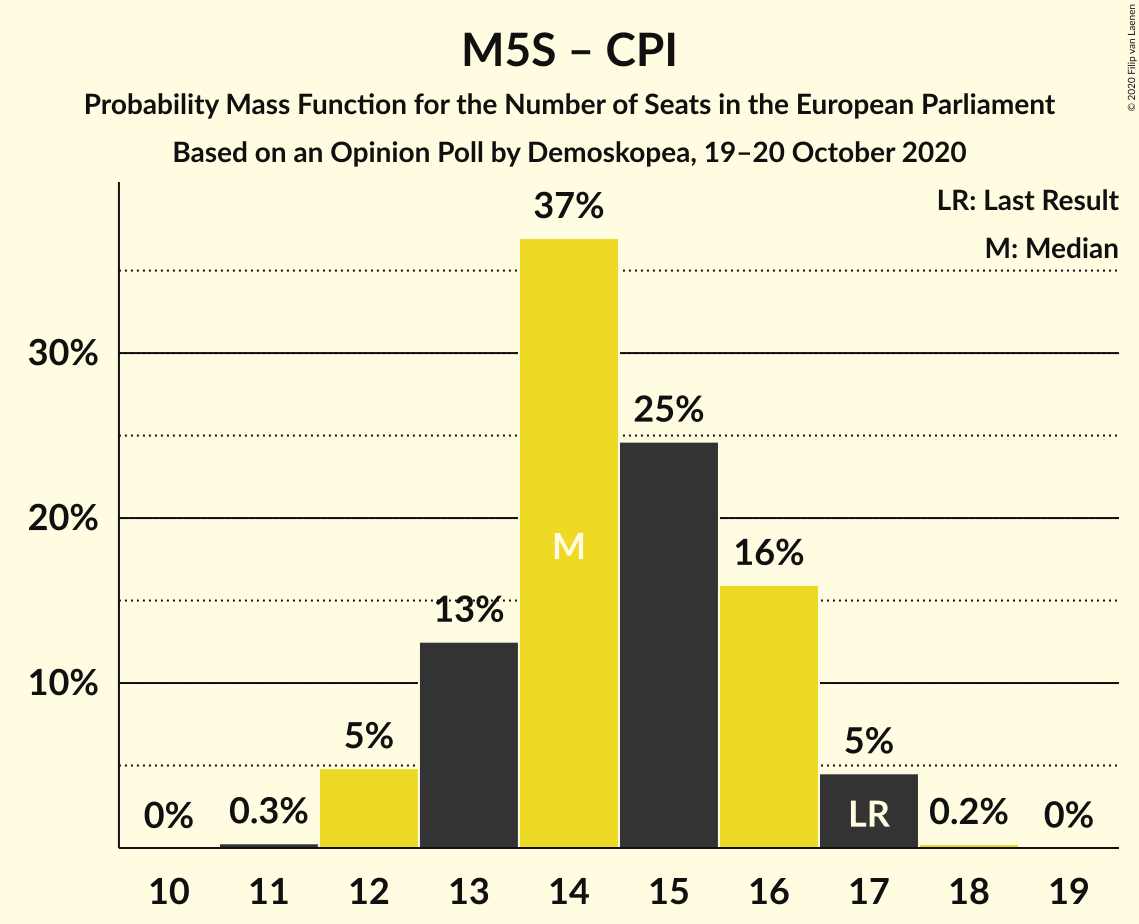 M5S – CPI
Probability Mass Function for the Number of Seats in the European Parliament
Based on an Opinion Poll by Demoskopea, 19–20 October 2020
© 2020 Filip van Laenen
LR: Last Result
M: Median
30%
20%
10%
0%
0.3%
5%
13%
37%
25%
16%
5%
0.2%
0%
M
LR
10 11 12 13 14 15 16 17 18 19